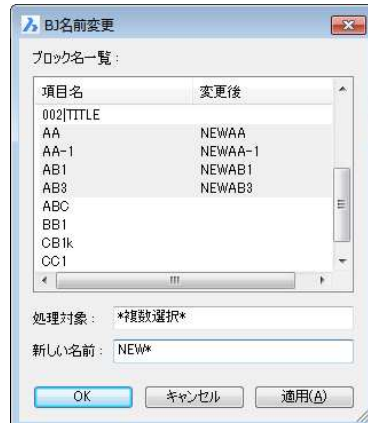 BJ名前変更
ブロック名一覧：
項目名 変更後
002|TITLE
AA NEWAA
AA-1 NEWAA-1
AB1 NEWAB1
AB3 NEWAB3
ABC
BB1
CB1k
CC1
処理対象： *複数選択*
新しい名前： NEW*
OK キャンセル 適用(A)